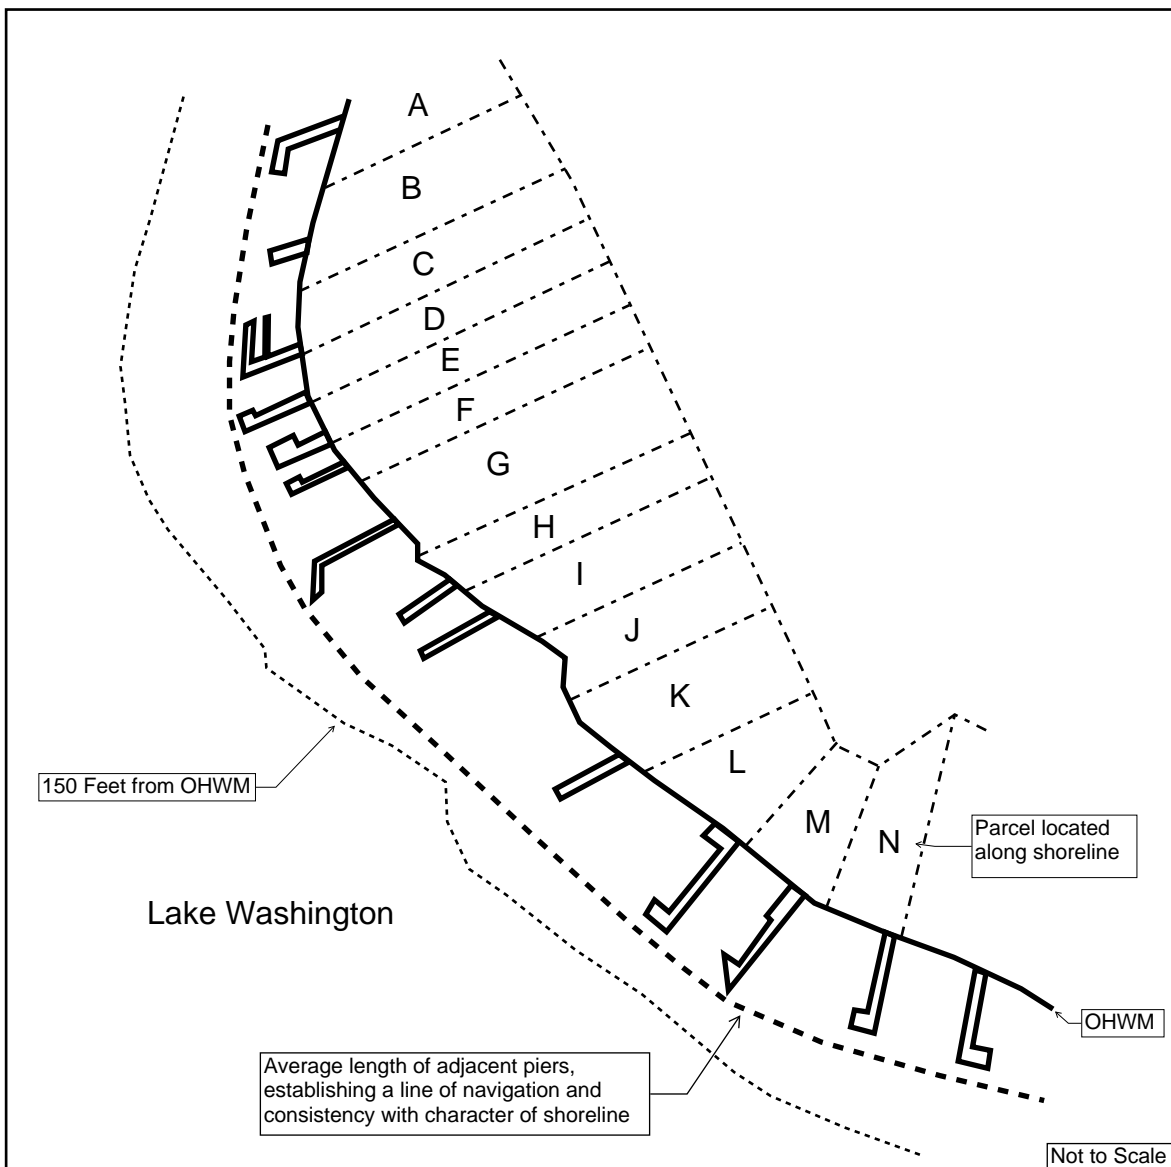 A
B
C
D
E
F
G
H
I
J
K
L
M
N
150 Feet from OHWM
Parcel located
along shoreline
Lake Washington
OHWM
Average length of adjacent piers,
establishing a line of navigation and
consistency with character of shoreline
Not to Scale